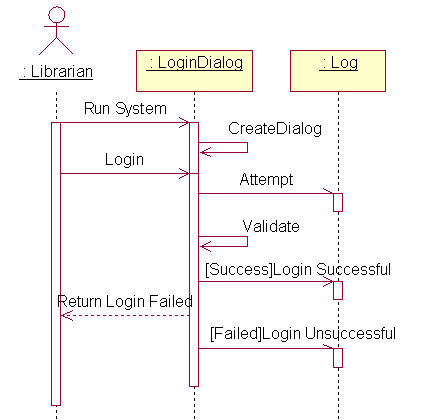 : Librarian
: LoginDialog
: Log
Run System
CreateDialog
Login
Attempt
Validate
[Success]Login Successful
Return Login Failed
[Failed]Login Unsuccessful